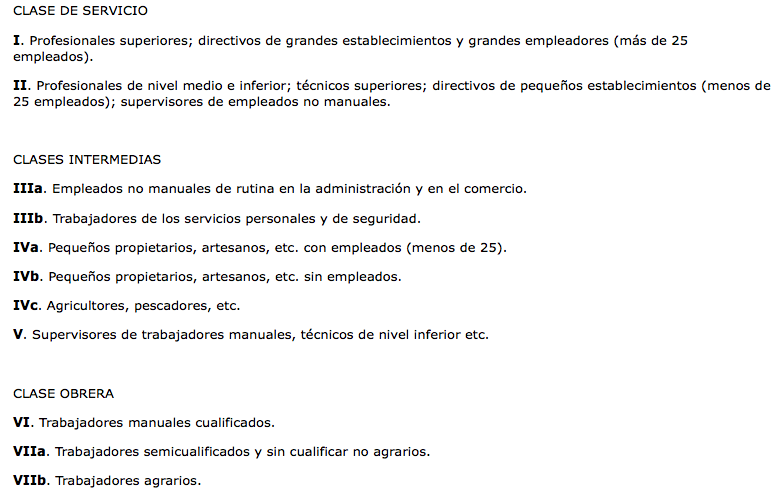 CLASE DE SERVICIO
I. Profesionales superiores; directivos de grandes establecimientos y grandes empleadores (más de 25
empleados).
II. Profesionales de nivel medio e inferior; técnicos superiores; directivos de pequeños establecimientos (menos de
25 empleados); supervisores de empleados no manuales.
CLASES INTERMEDIAS
IIIa. Empleados no manuales de rutina en la administración y en el comercio.
IIIb. Trabajadores de los servicios personales y de seguridad.
IVa. Pequeños propietarios, artesanos, etc. con empleados (menos de 25).
IVb. Pequeños propietarios, artesanos, etc. sin empleados.
IVc. Agricultores, pescadores, etc.
V. Supervisores de trabajadores manuales, técnicos de nivel inferior etc.
CLASE OBRERA
VI. Trabajadores manuales cualificados.
VIIa. Trabajadores semicualificados y sin cualificar no agrarios.
VIIb. Trabajadores agrarios.